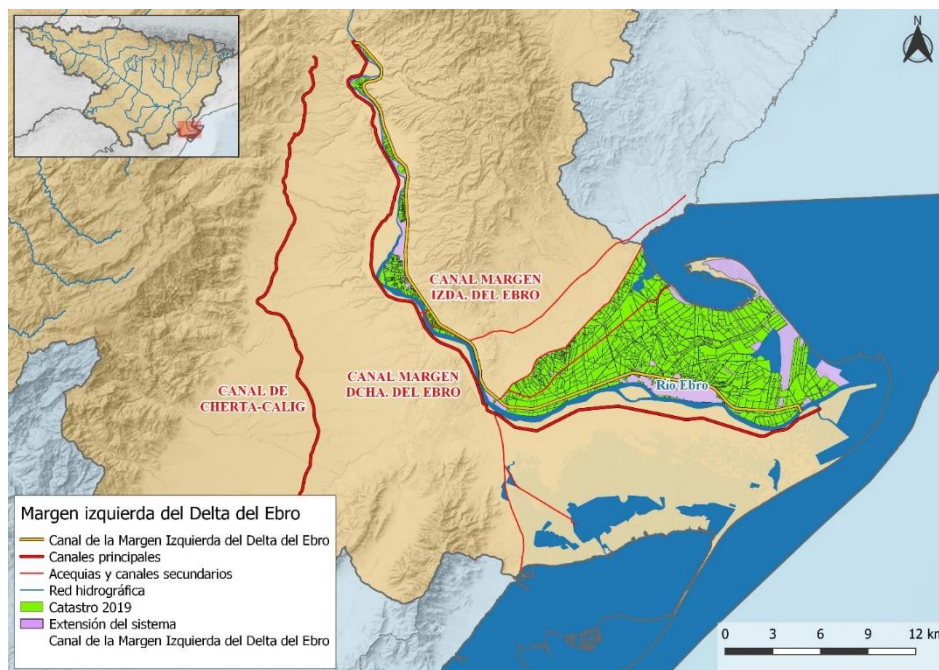 N
CANAL MARGEN
IZDA. DEL EBRO
CANAL MARGEN
DCHA. DEL EBRO
CANAL DE
CHERTA-CALIG
Río Ebro
Margen izquierda del Delta del Ebro
Canal de la Margen Izquierda del Delta del Ebro
Canales principales
Acequias y canales secundarios
Red hidrográfica
Catastro 2019
Extensión del sistema
Canal de la Margen Izquierda del Delta del Ebro
0 3 6 9 12 km